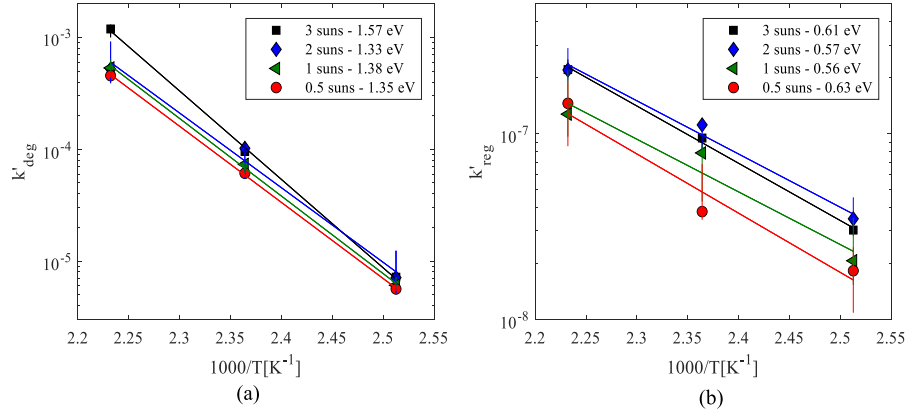 3 suns - 1.57 eV
2 suns - 1.33 eV
1 suns - 1.38 eV
0.5 suns - 1.35 eV
k'deg
10^-3
10^-4
10^-5
2.2 2.25 2.3 2.35 2.4 2.45 2.5 2.55
1000/T[K^-1]
(a)
3 suns - 0.61 eV
2 suns - 0.57 eV
1 suns - 0.56 eV
0.5 suns - 0.63 eV
k'reg
10^-7
10^-8
2.2 2.25 2.3 2.35 2.4 2.45 2.5 2.55
1000/T[K^-1]
(b)